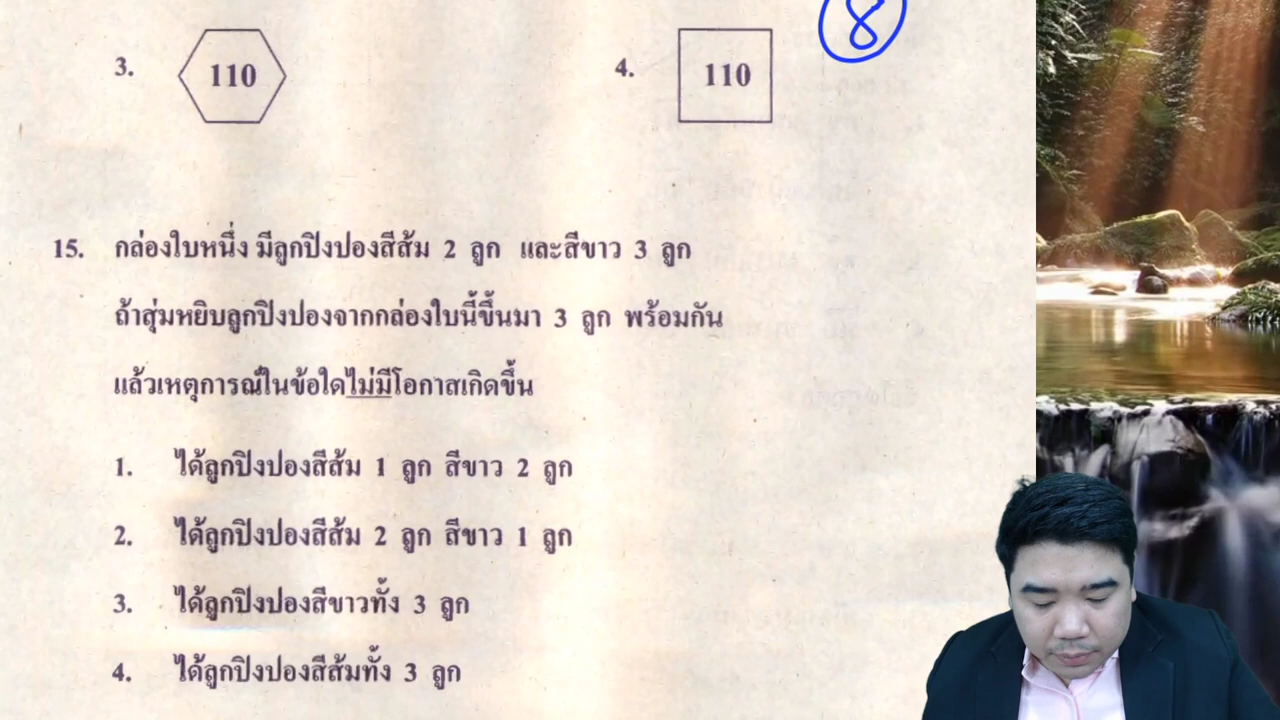 8
3. 110 4. 110
15. กล่องใบหนึ่ง มีลูกปิงปองสีส้ม 2 ลูก และสีขาว 3 ลูก
ถ้าสุ่มหยิบลูกปิงปองจากกล่องใบนี้ขึ้นมา 3 ลูก พร้อมกัน
แล้วเหตุการณ์ในข้อใดไม่มีโอกาสเกิดขึ้น
1. ได้ลูกปิงปองสีส้ม 1 ลูก สีขาว 2 ลูก
2. ได้ลูกปิงปองสีส้ม 2 ลูก สีขาว 1 ลูก
3. ได้ลูกปิงปองสีขาวทั้ง 3 ลูก
4. ได้ลูกปิงปองสีส้มทั้ง 3 ลูก